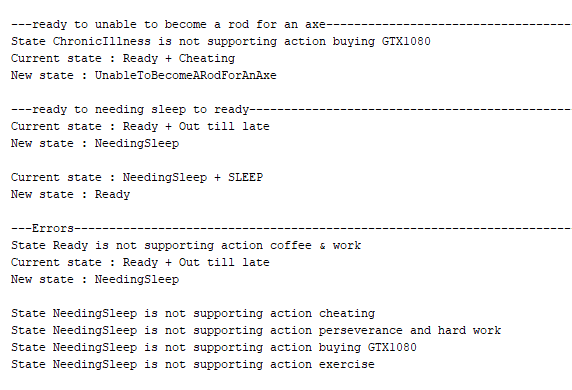 ---ready to unable to become a rod for an axe-----------------------------------
State ChronicIllness is not supporting action buying GTX1080
Current state : Ready + Cheating
New state : UnableToBecomeARodForAnAxe
---ready to needing sleep to ready----------------------------------------------
Current state : Ready + Out till late
New state : NeedingSleep
Current state : NeedingSleep + SLEEP
New state : Ready
---Errors-----------------------------------------------------------------------
State Ready is not supporting action coffee & work
Current state : Ready + Out till late
New state : NeedingSleep
State NeedingSleep is not supporting action cheating
State NeedingSleep is not supporting action perseverance and hard work
State NeedingSleep is not supporting action buying GTX1080
State NeedingSleep is not supporting action exercise